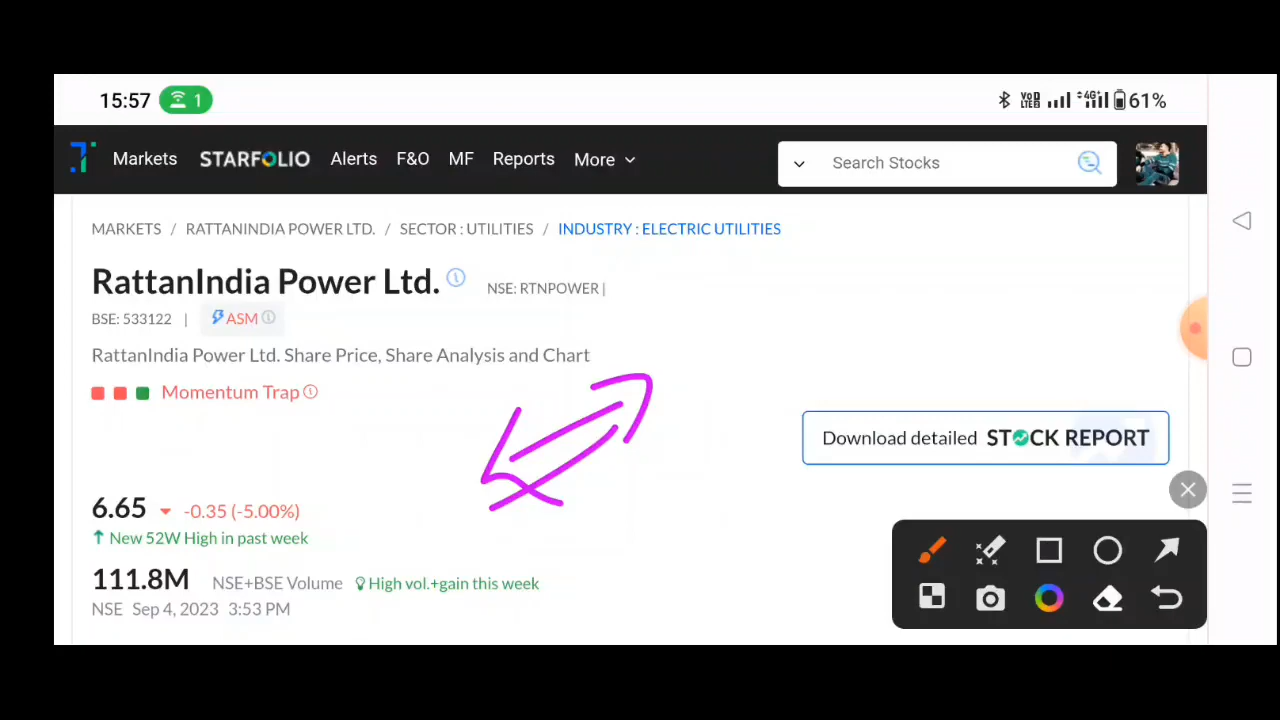 15:57 1 VoD LTE 4G+ 61%
Markets STARFOLIO Alerts F&O MF Reports More Search Stocks
MARKETS / RATTANINDIA POWER LTD. / SECTOR : UTILITIES / INDUSTRY : ELECTRIC UTILITIES
RattanIndia Power Ltd. NSE: RTNPOWER |
BSE: 533122 | ASM
RattanIndia Power Ltd. Share Price, Share Analysis and Chart
Momentum Trap
Download detailed STOCK REPORT
6.65 -0.35 (-5.00%)
New 52W High in past week
111.8M NSE+BSE Volume High vol.+gain this week
NSE Sep 4, 2023 3:53 PM